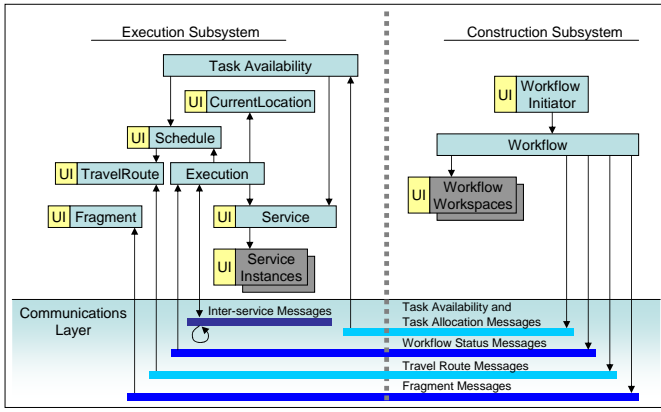 Execution Subsystem
Construction Subsystem
Task Availability
UI CurrentLocation
UI Schedule
UI TravelRoute
Execution
UI Fragment
UI Service
UI Service
Instances
UI Workflow
Initiator
Workflow
UI Workflow
Workspaces
Communications
Layer
Inter-service Messages
Task Availability and
Task Allocation Messages
Workflow Status Messages
Travel Route Messages
Fragment Messages